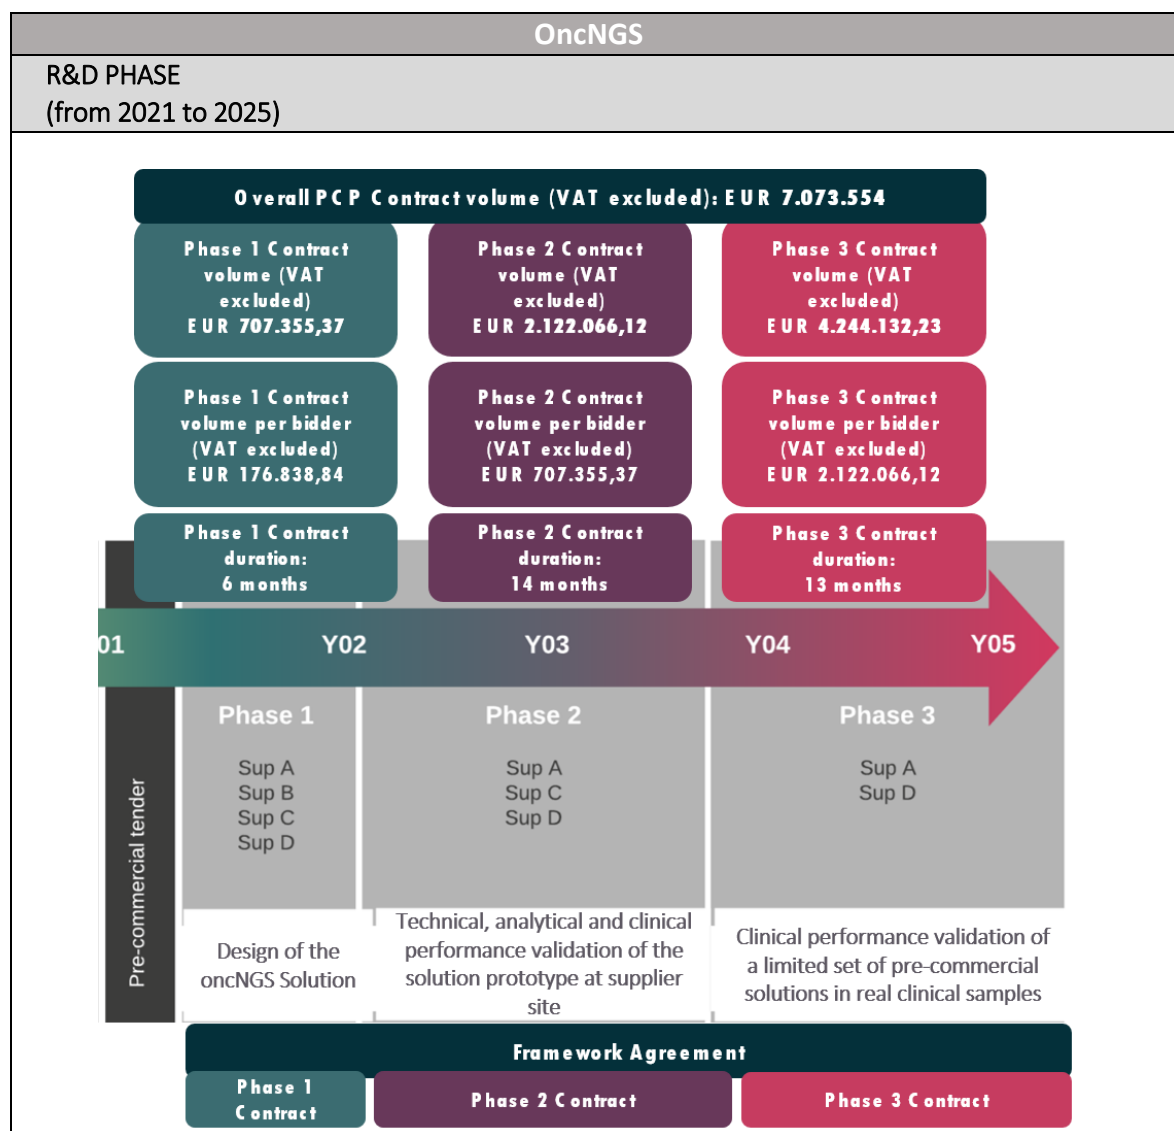 OncNGS
R&D PHASE
(from 2021 to 2025)
Overall PCP Contract volume (VAT excluded): EUR 7.073.554
Phase 1 Contract
volume (VAT
excluded)
EUR 707.355,37
Phase 2 Contract
volume (VAT
excluded)
EUR 2.122.066,12
Phase 3 Contract
volume (VAT
excluded)
EUR 4.244.132,23
Phase 1 Contract
volume per bidder
(VAT excluded)
EUR 176.838,84
Phase 2 Contract
volume per bidder
(VAT excluded)
EUR 707.355,37
Phase 3 Contract
volume per bidder
(VAT excluded)
EUR 2.122.066,12
Phase 1 Contract
duration:
6 months
Phase 2 Contract
duration:
14 months
Phase 3 Contract
duration:
13 months
01 Y02 Y03 Y04 Y05
Pre-commercial tender
Phase 1
Sup A
Sup B
Sup C
Sup D
Phase 2
Sup A
Sup C
Sup D
Phase 3
Sup A
Sup D
Design of the
oncNGS Solution
Technical, analytical and clinical
performance validation of the
solution prototype at supplier
site
Clinical performance validation of
a limited set of pre-commercial
solutions in real clinical samples
Framework Agreement
Phase 1
Contract
Phase 2 Contract
Phase 3 Contract